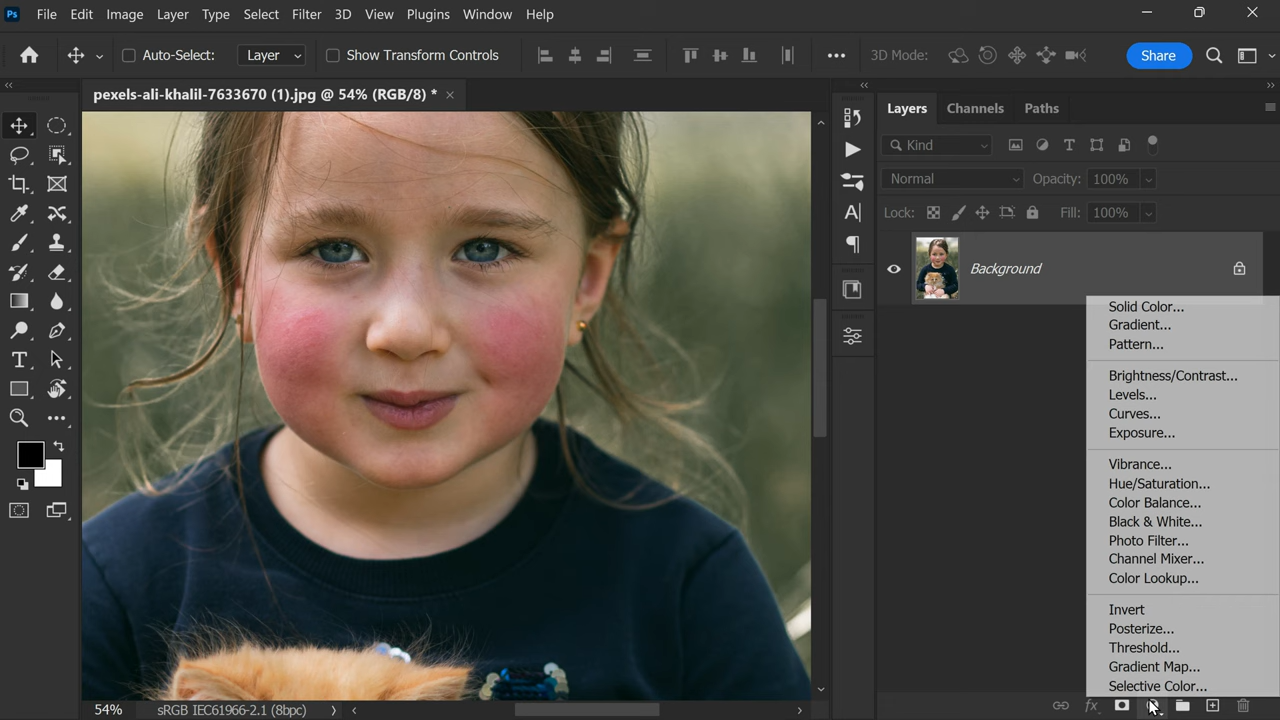 Ps File Edit Image Layer Type Select Filter 3D View Plugins Window Help
Auto-Select: Layer Show Transform Controls 3D Mode: Share
pexels-ali-khalil-7633670 (1).jpg @ 54% (RGB/8) *
Layers Channels Paths
Kind
Normal Opacity: 100%
Lock: Fill: 100%
Background
Solid Color...
Gradient...
Pattern...
Brightness/Contrast...
Levels...
Curves...
Exposure...
Vibrance...
Hue/Saturation...
Color Balance...
Black & White...
Photo Filter...
Channel Mixer...
Color Lookup...
Invert
Posterize...
Threshold...
Gradient Map...
Selective Color...
54% sRGB IEC61966-2.1 (8bpc)
fx